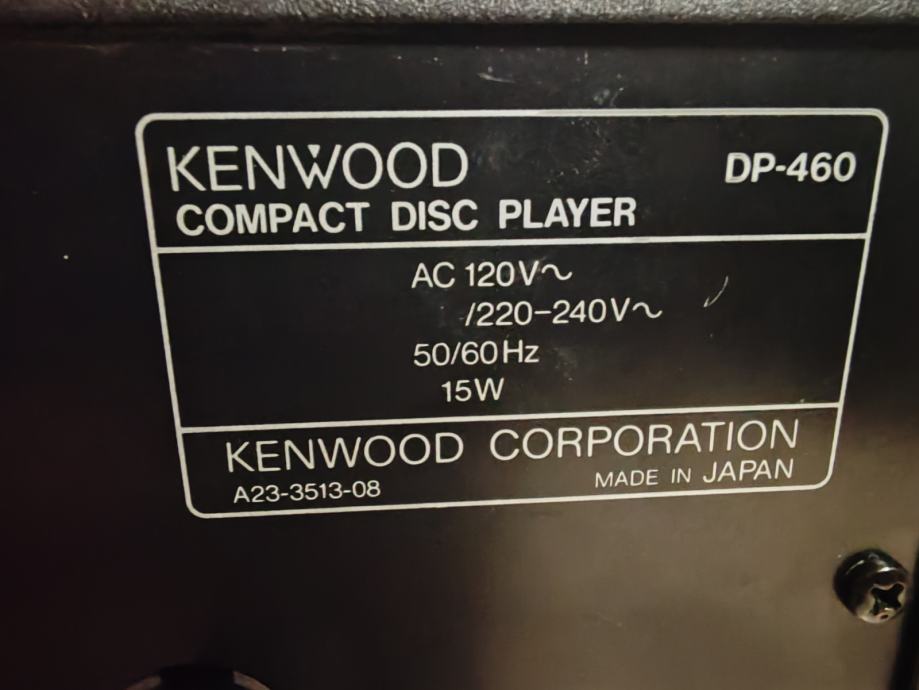 KENWOOD DP-460
COMPACT DISC PLAYER
AC 120V~
/220-240V~
50/60Hz
15W
KENWOOD CORPORATION
A23-3513-08 MADE IN JAPAN